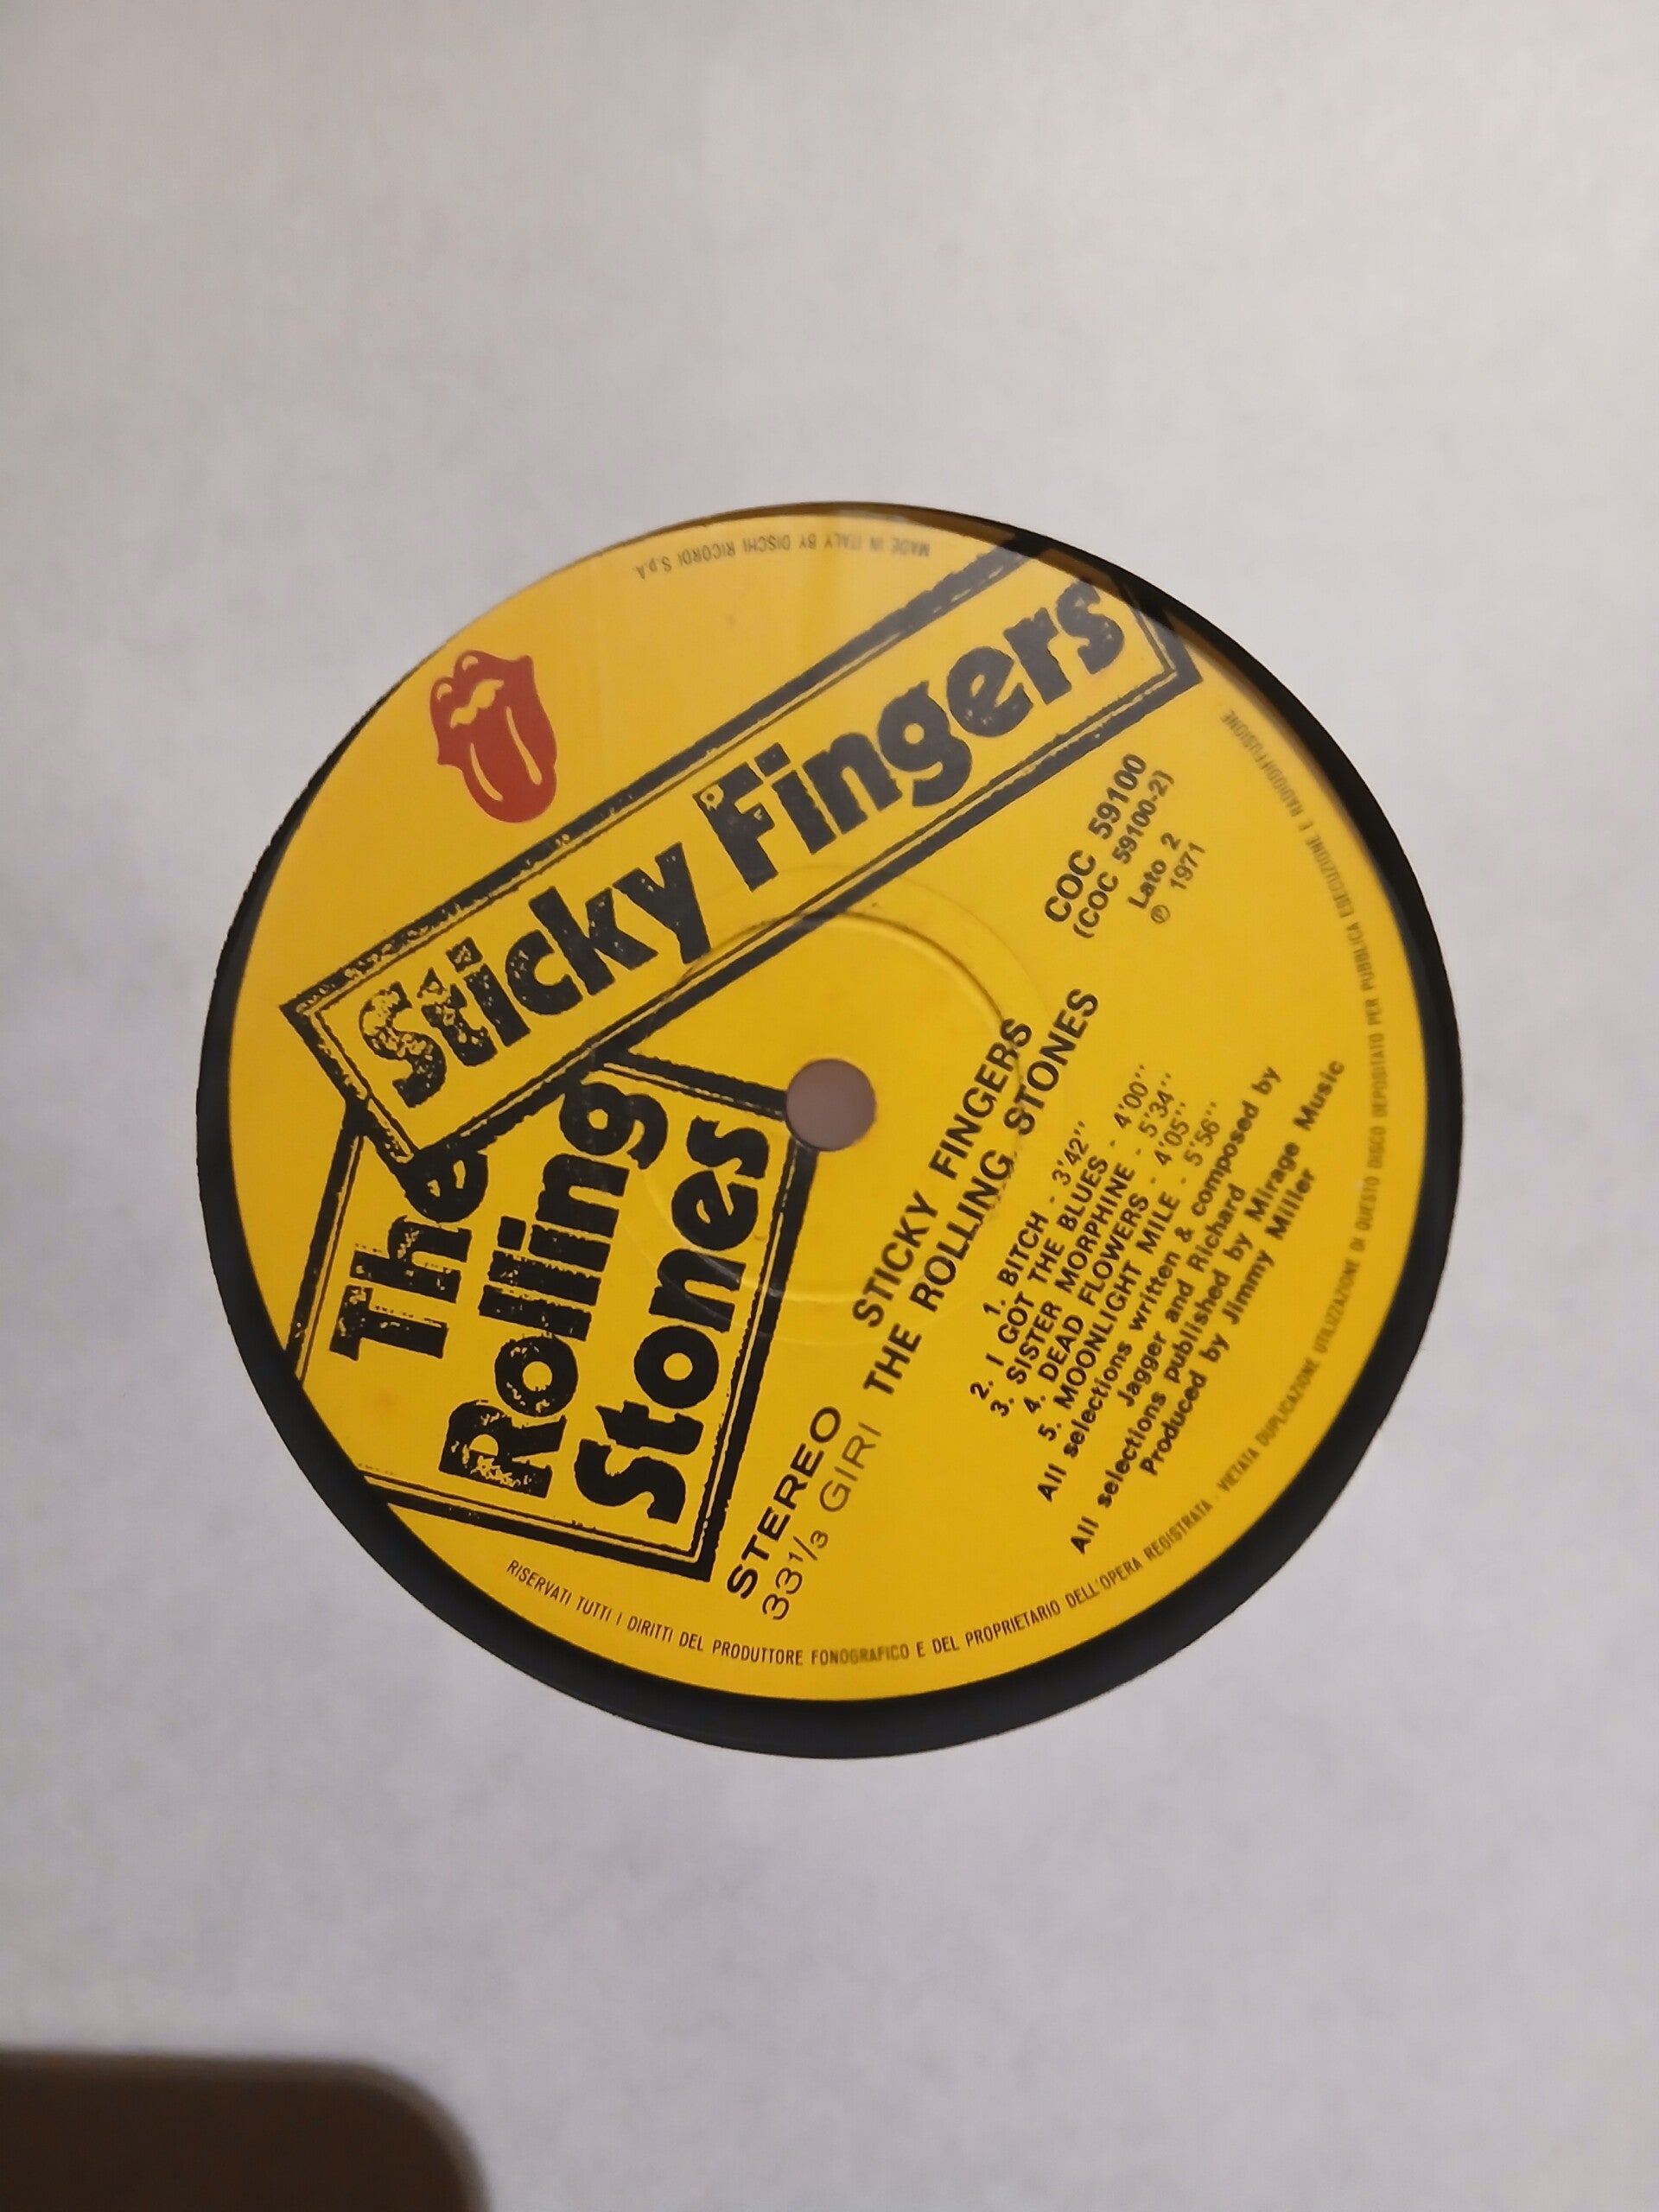 MADE IN ITALY BY DISCHI RICORDI S.p.A.
Sticky Fingers
The
Rolling
Stones
COC 59100
(COC 59100-2)
Lato 2
℗ 1971
STEREO
33 1/3 GIRI
STICKY FINGERS
THE ROLLING STONES
1. BITCH - 3'42''
2. I GOT THE BLUES - 4'00''
3. SISTER MORPHINE - 5'34''
4. DEAD FLOWERS - 4'05''
5. MOONLIGHT MILE - 5'56''
All selections written & composed by
Jagger and Richard
All selections published by Mirage Music
Produced by Jimmy Miller
RISERVATI TUTTI I DIRITTI DEL PRODUTTORE FONOGRAFICO E DEL PROPRIETARIO DELL'OPERA REGISTRATA - VIETATA DUPLICAZIONE UTILIZZAZIONE DI QUESTO DISCO DEPOSITATO PER PUBBLICA ESECUZIONE E RADIODIFFUSIONE.